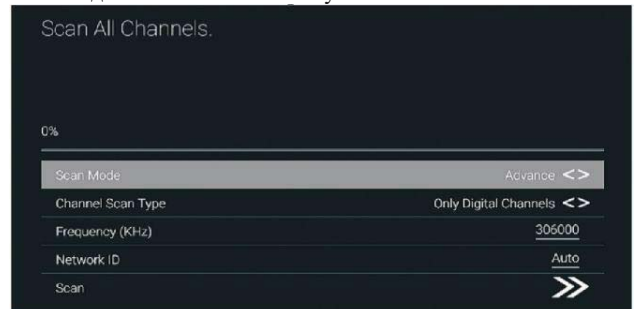 Scan All Channels.
0%
Scan Mode Advance <>
Channel Scan Type Only Digital Channels <>
Frequency (KHz) 306000
Network ID Auto
Scan >>